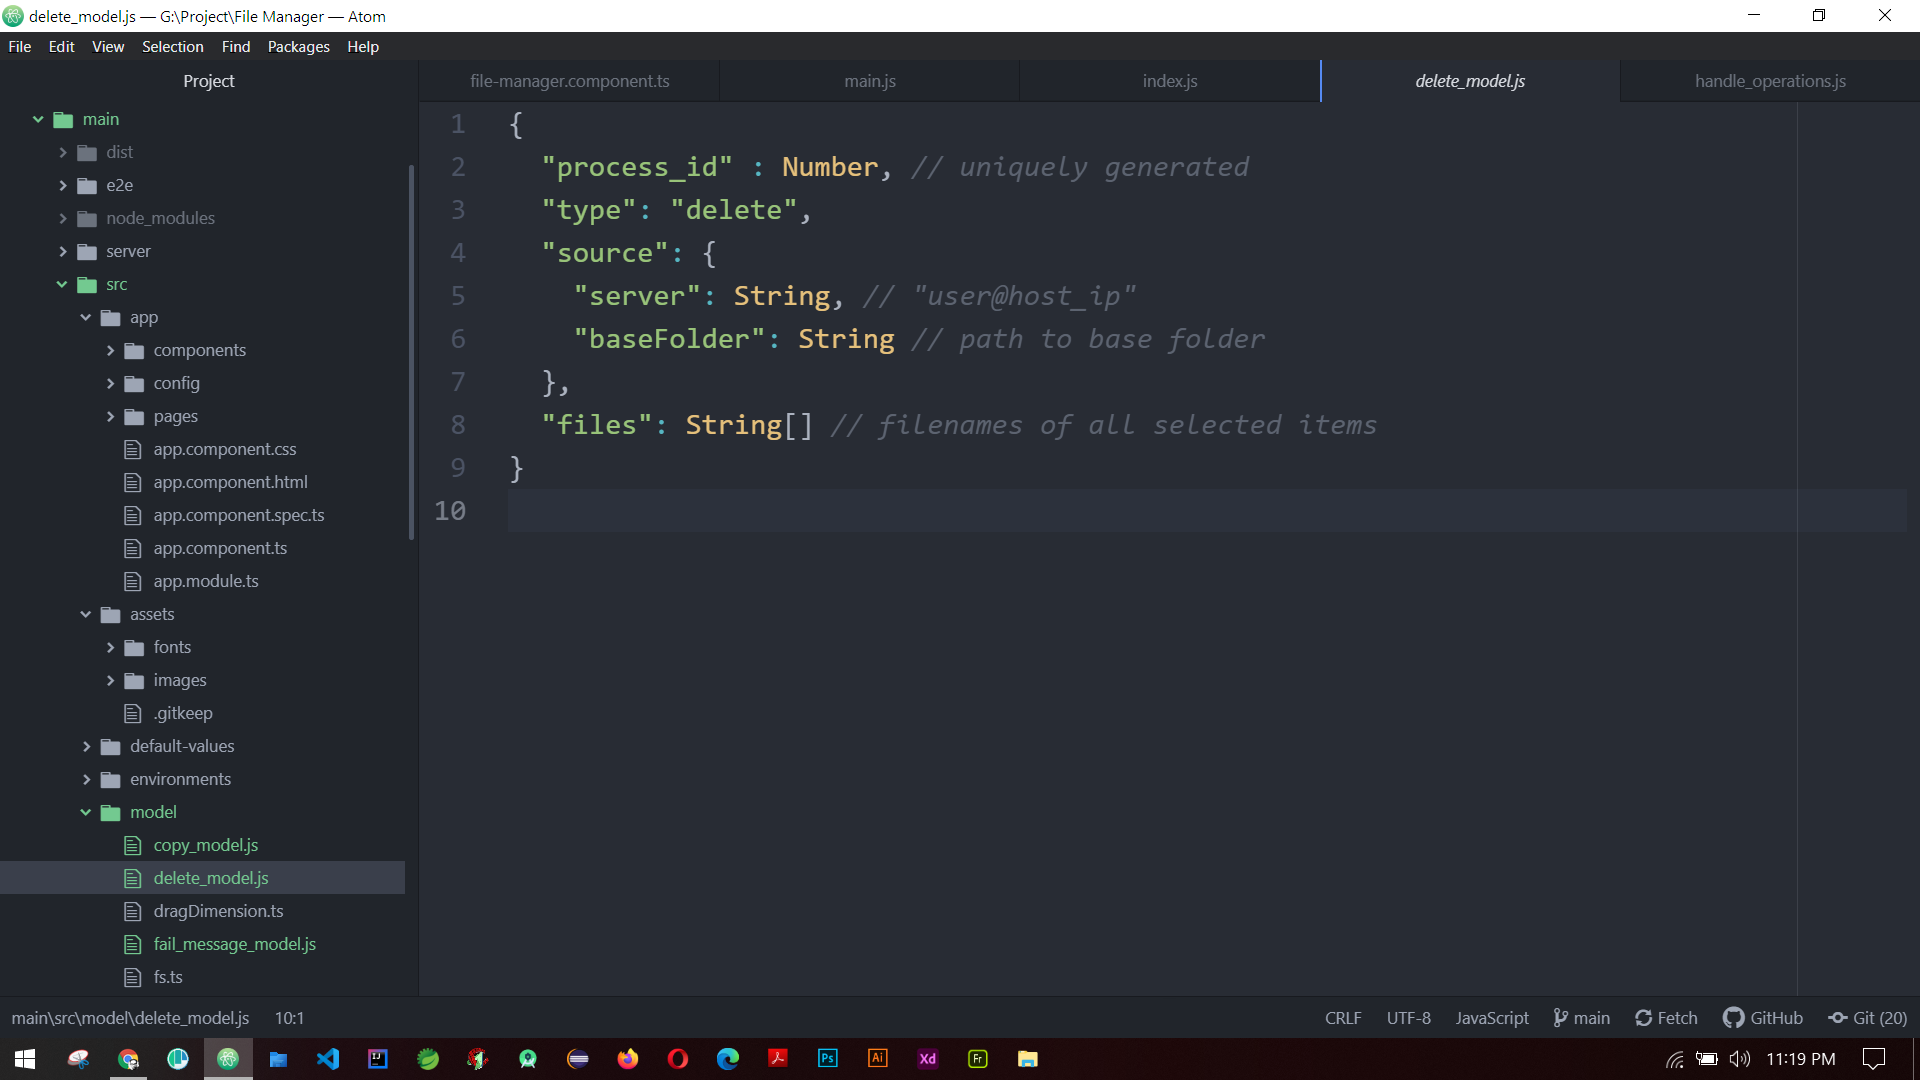 delete_model.js — G:\Project\File Manager — Atom
File Edit View Selection Find Packages Help
Project
main
dist
e2e
node_modules
server
src
app
components
config
pages
app.component.css
app.component.html
app.component.spec.ts
app.component.ts
app.module.ts
assets
fonts
images
.gitkeep
default-values
environments
model
copy_model.js
delete_model.js
dragDimension.ts
fail_message_model.js
fs.ts
file-manager.component.ts main.js index.js delete_model.js handle_operations.js
1 {
2 "process_id" : Number, // uniquely generated
3 "type": "delete",
4 "source": {
5 "server": String, // "user@host_ip"
6 "baseFolder": String // path to base folder
7 },
8 "files": String[] // filenames of all selected items
9 }
10
main\src\model\delete_model.js 10:1 CRLF UTF-8 JavaScript main Fetch GitHub Git (20)
IJ Ps Ai Xd Fr 11:19 PM